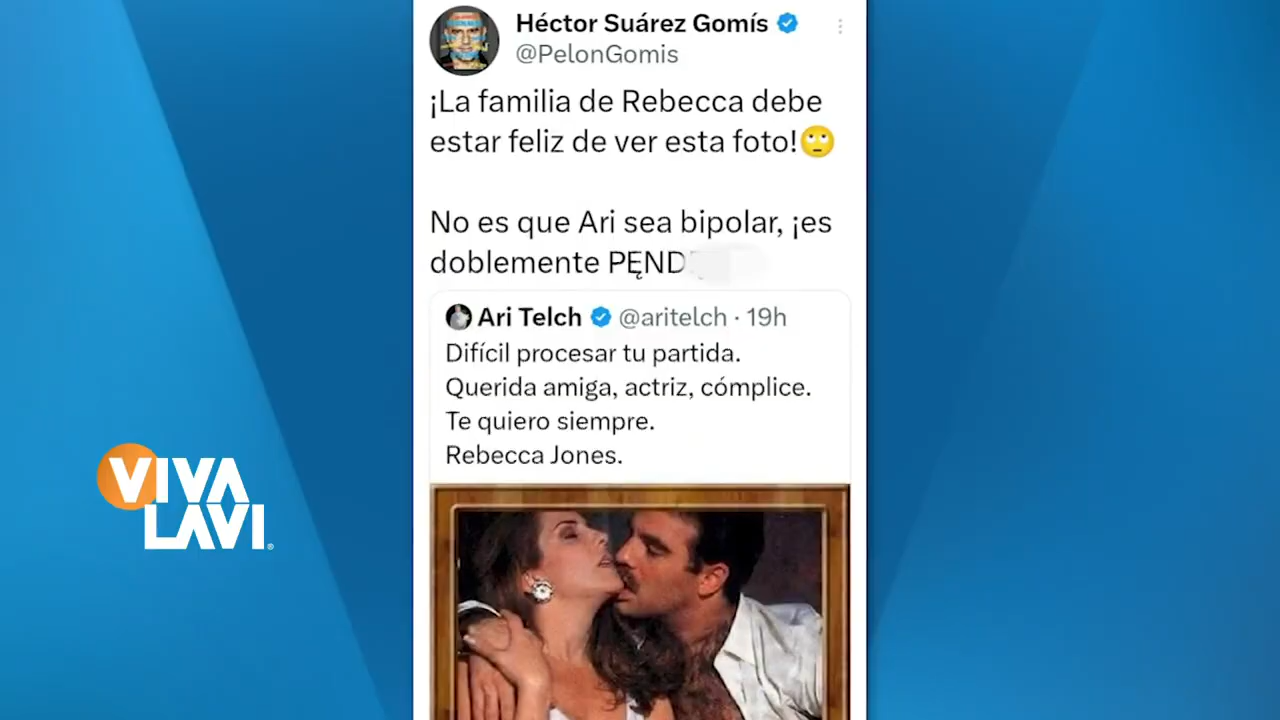 Héctor Suárez Gomís
@PelonGomis
¡La familia de Rebecca debe
estar feliz de ver esta foto!🙄
No es que Ari sea bipolar, ¡es
doblemente PĘND
Ari Telch @aritelch · 19h
Difícil procesar tu partida.
Querida amiga, actriz, cómplice.
Te quiero siempre.
Rebecca Jones.
VIVA
LAVI®